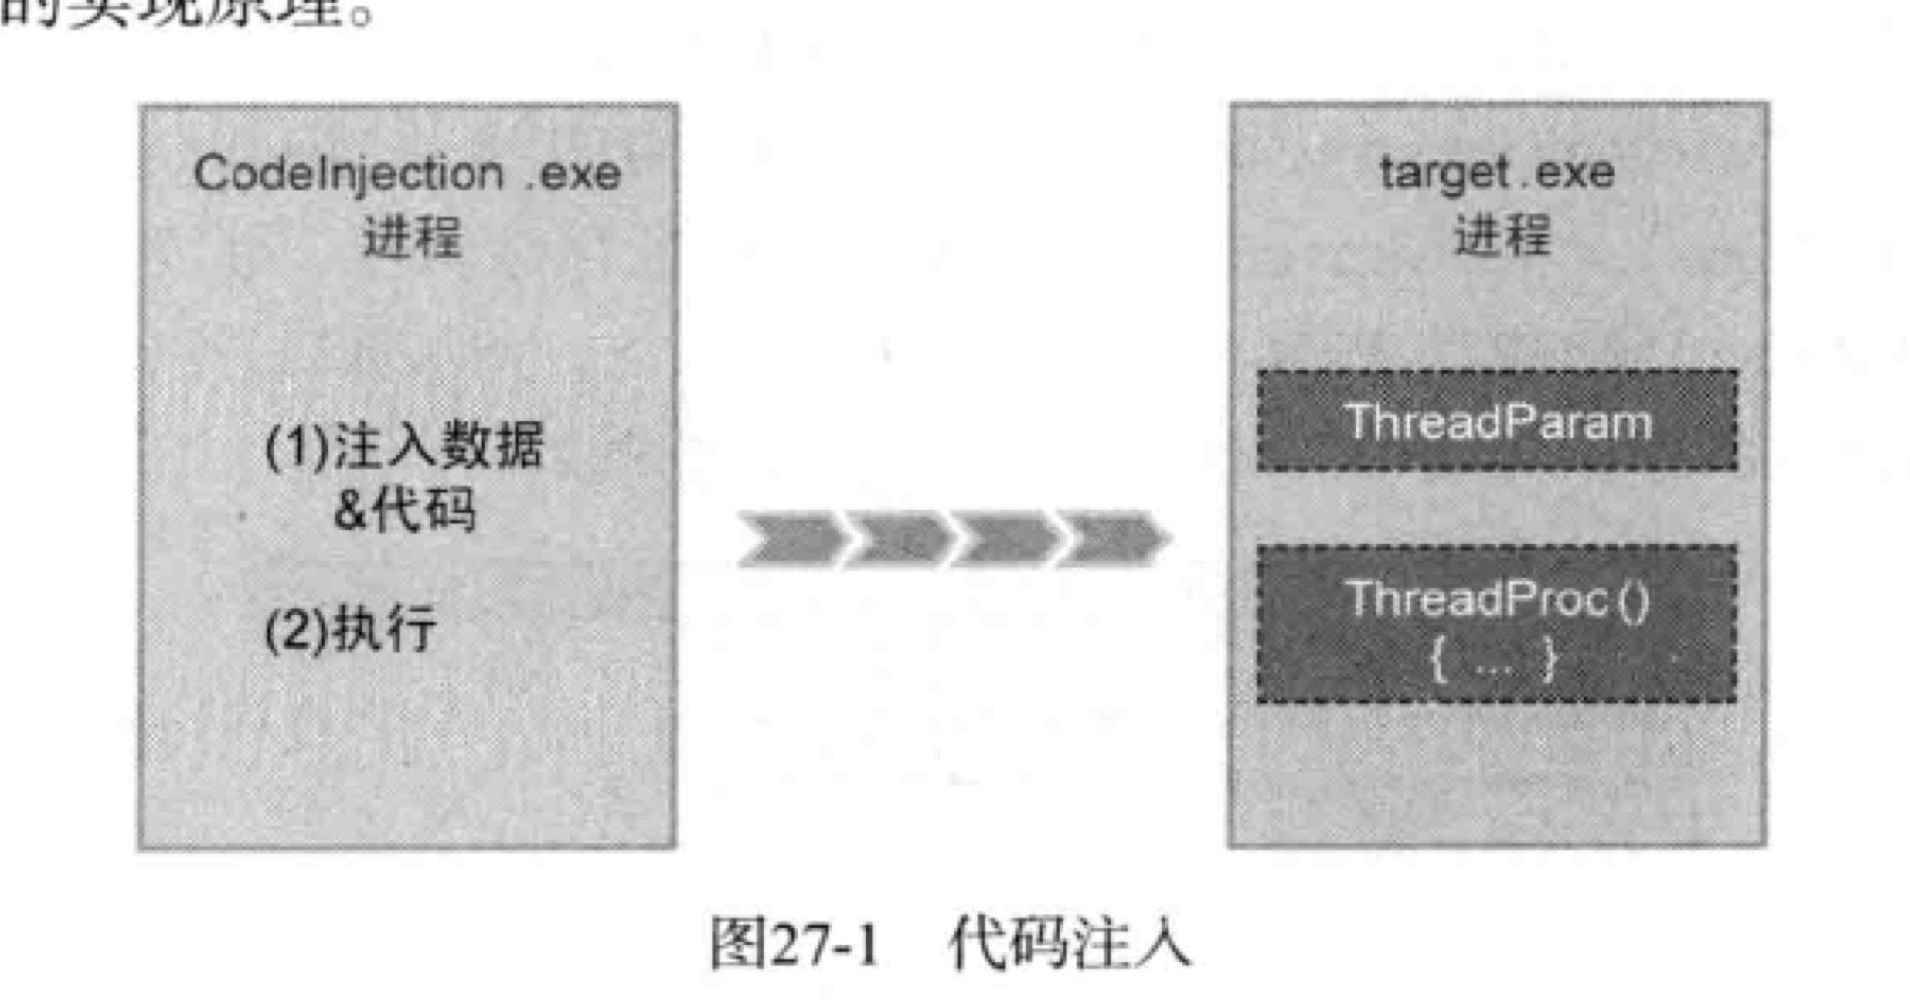 的实现原理。
CodeInjection .exe
进程
(1)注入数据
&代码
(2)执行
target.exe
进程
ThreadParam
ThreadProc()
{ ... }
图27-1 代码注入